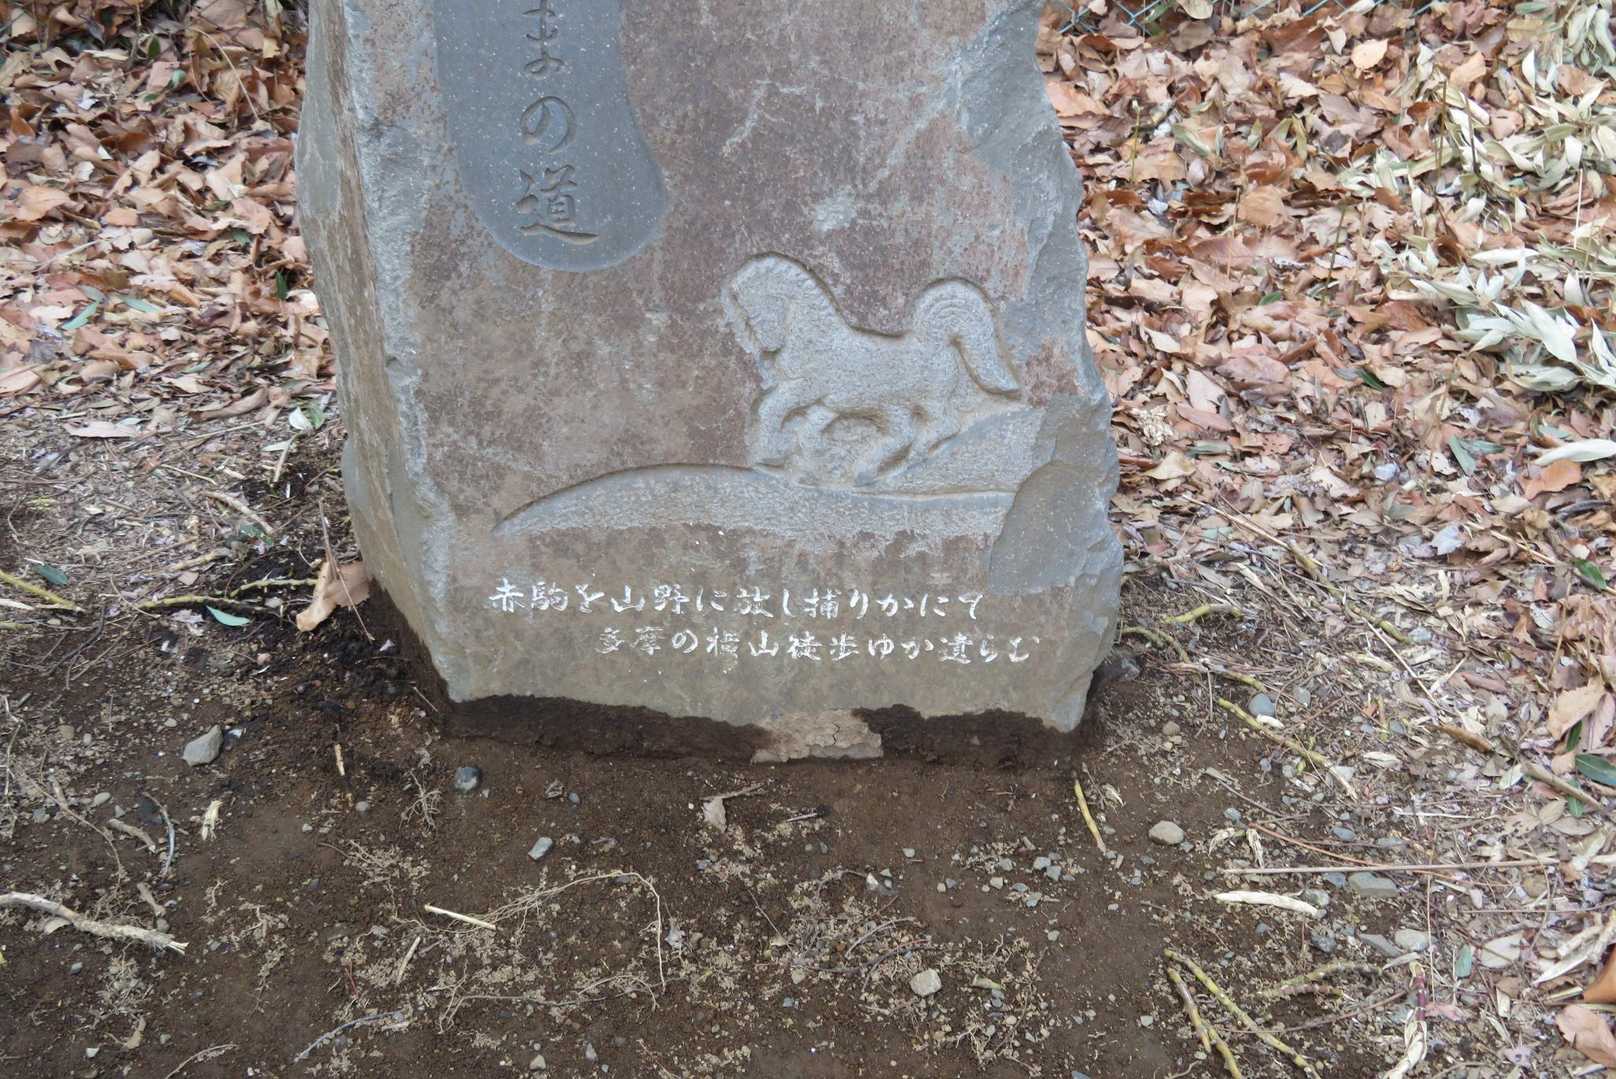 まの道
赤駒を山野に放し捕りかにて
多摩の横山徒歩ゆか遣らむ